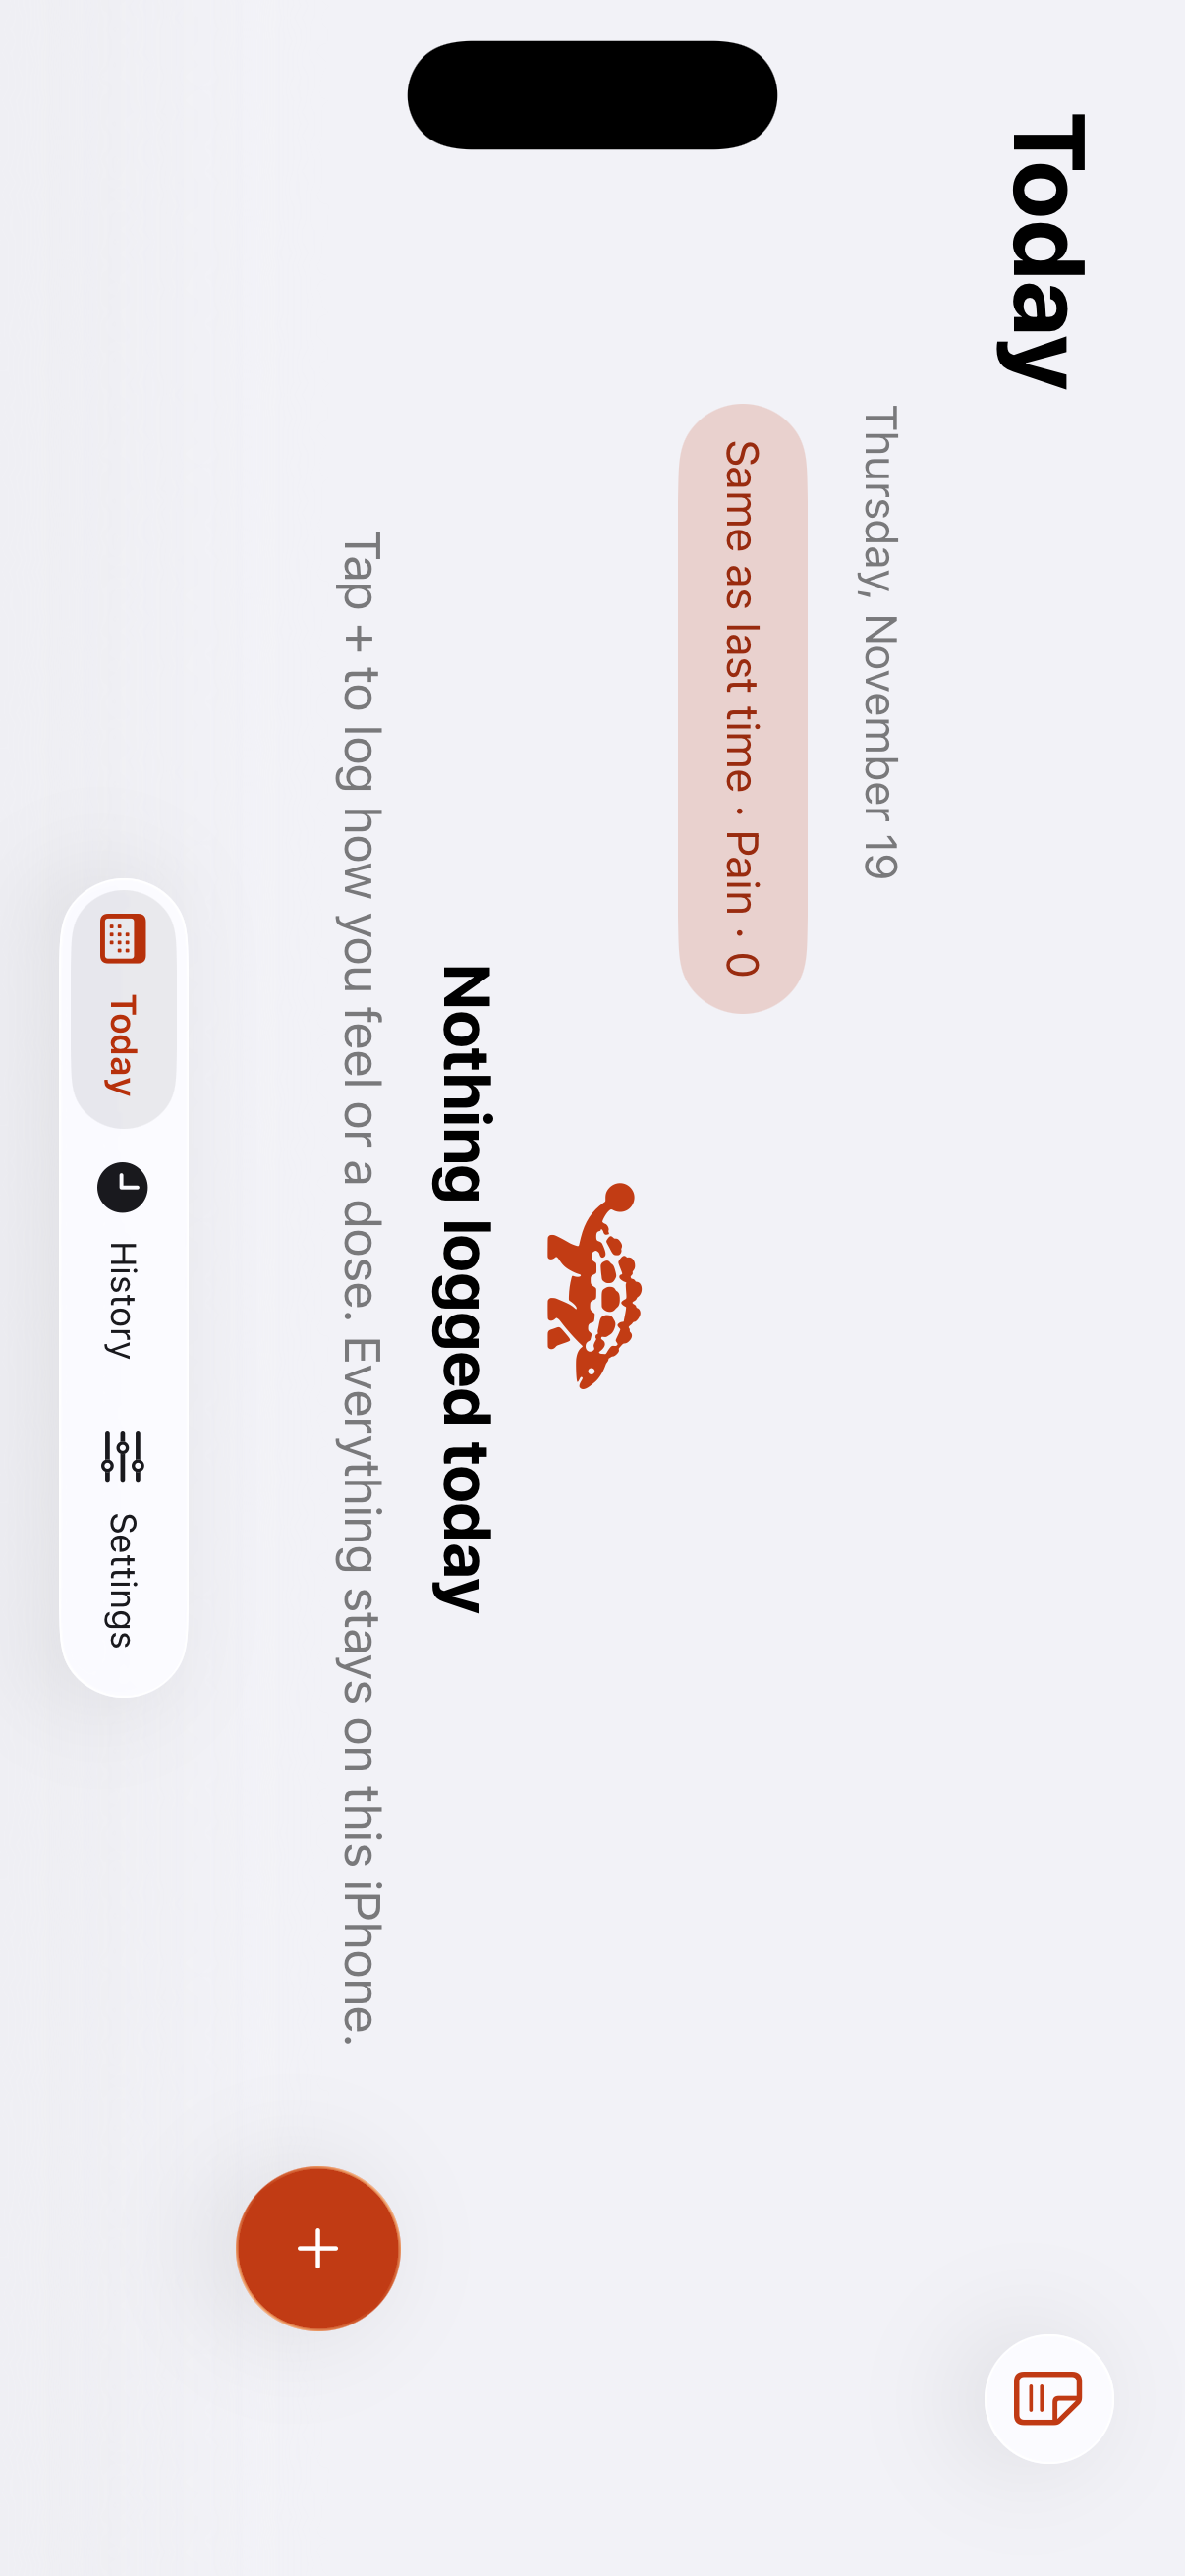 Today
Thursday, November 19
Same as last time · Pain · 0
Nothing logged today
Tap + to log how you feel or a dose. Everything stays on this iPhone.
Today
History
Settings